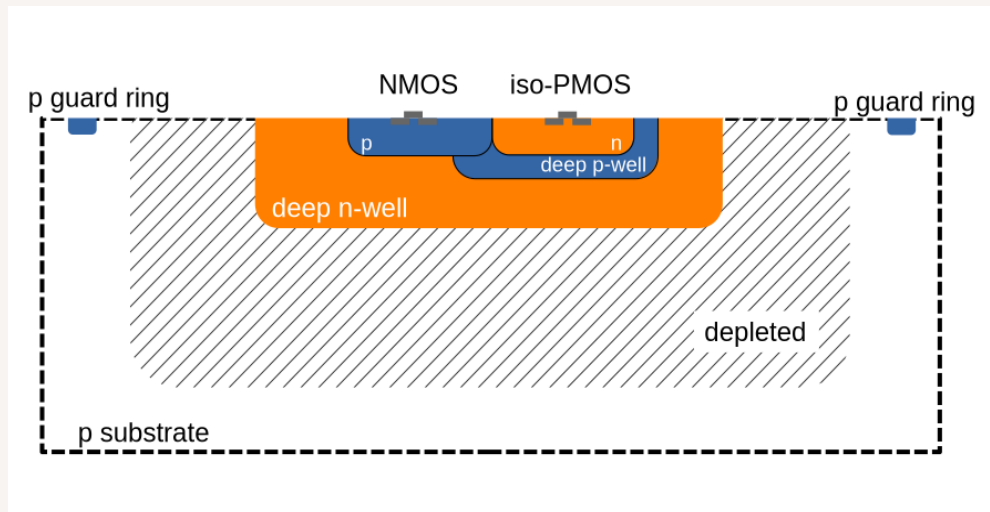 NMOS
iso-PMOS
p guard ring
p guard ring
p
n
deep p-well
deep n-well
depleted
p substrate